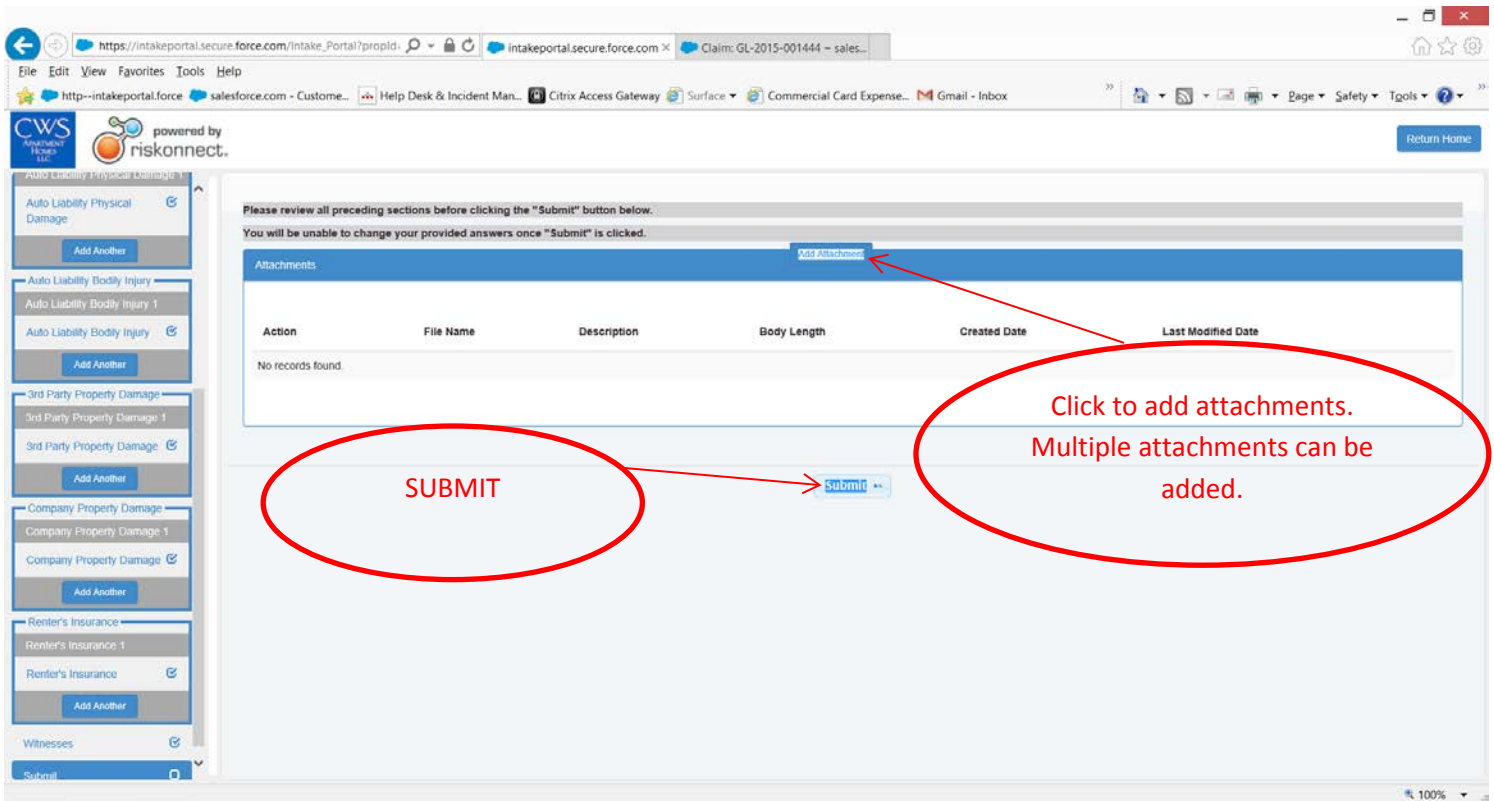 https://intakeportal.secure.force.com/Intake_Portal?propId
intakeportal.secure.force.com
Claim: GL-2015-001444 ~ sales...
File Edit View Favorites Tools Help
http--intakeportal.force
salesforce.com - Custome...
Help Desk & Incident Man...
Citrix Access Gateway
Surface
Commercial Card Expense...
Gmail - Inbox
Page
Safety
Tools
CWS
APARTMENT
HOMES
LLC
powered by
riskonnect.
Return Home
Auto Liability Physical Damage 1
Auto Liability Physical
Damage
Add Another
Auto Liability Bodily Injury
Auto Liability Bodily Injury 1
Auto Liability Bodily Injury
Add Another
3rd Party Property Damage
3rd Party Property Damage 1
3rd Party Property Damage
Add Another
Company Property Damage
Company Property Damage 1
Company Property Damage
Add Another
Renter's Insurance
Renter's Insurance 1
Renter's Insurance
Add Another
Witnesses
Submit
Please review all preceding sections before clicking the "Submit" button below.
You will be unable to change your provided answers once "Submit" is clicked.
Attachments
Add Attachment
Action File Name Description Body Length Created Date Last Modified Date
No records found.
Click to add attachments.
Multiple attachments can be
added.
SUBMIT
Submit
100%